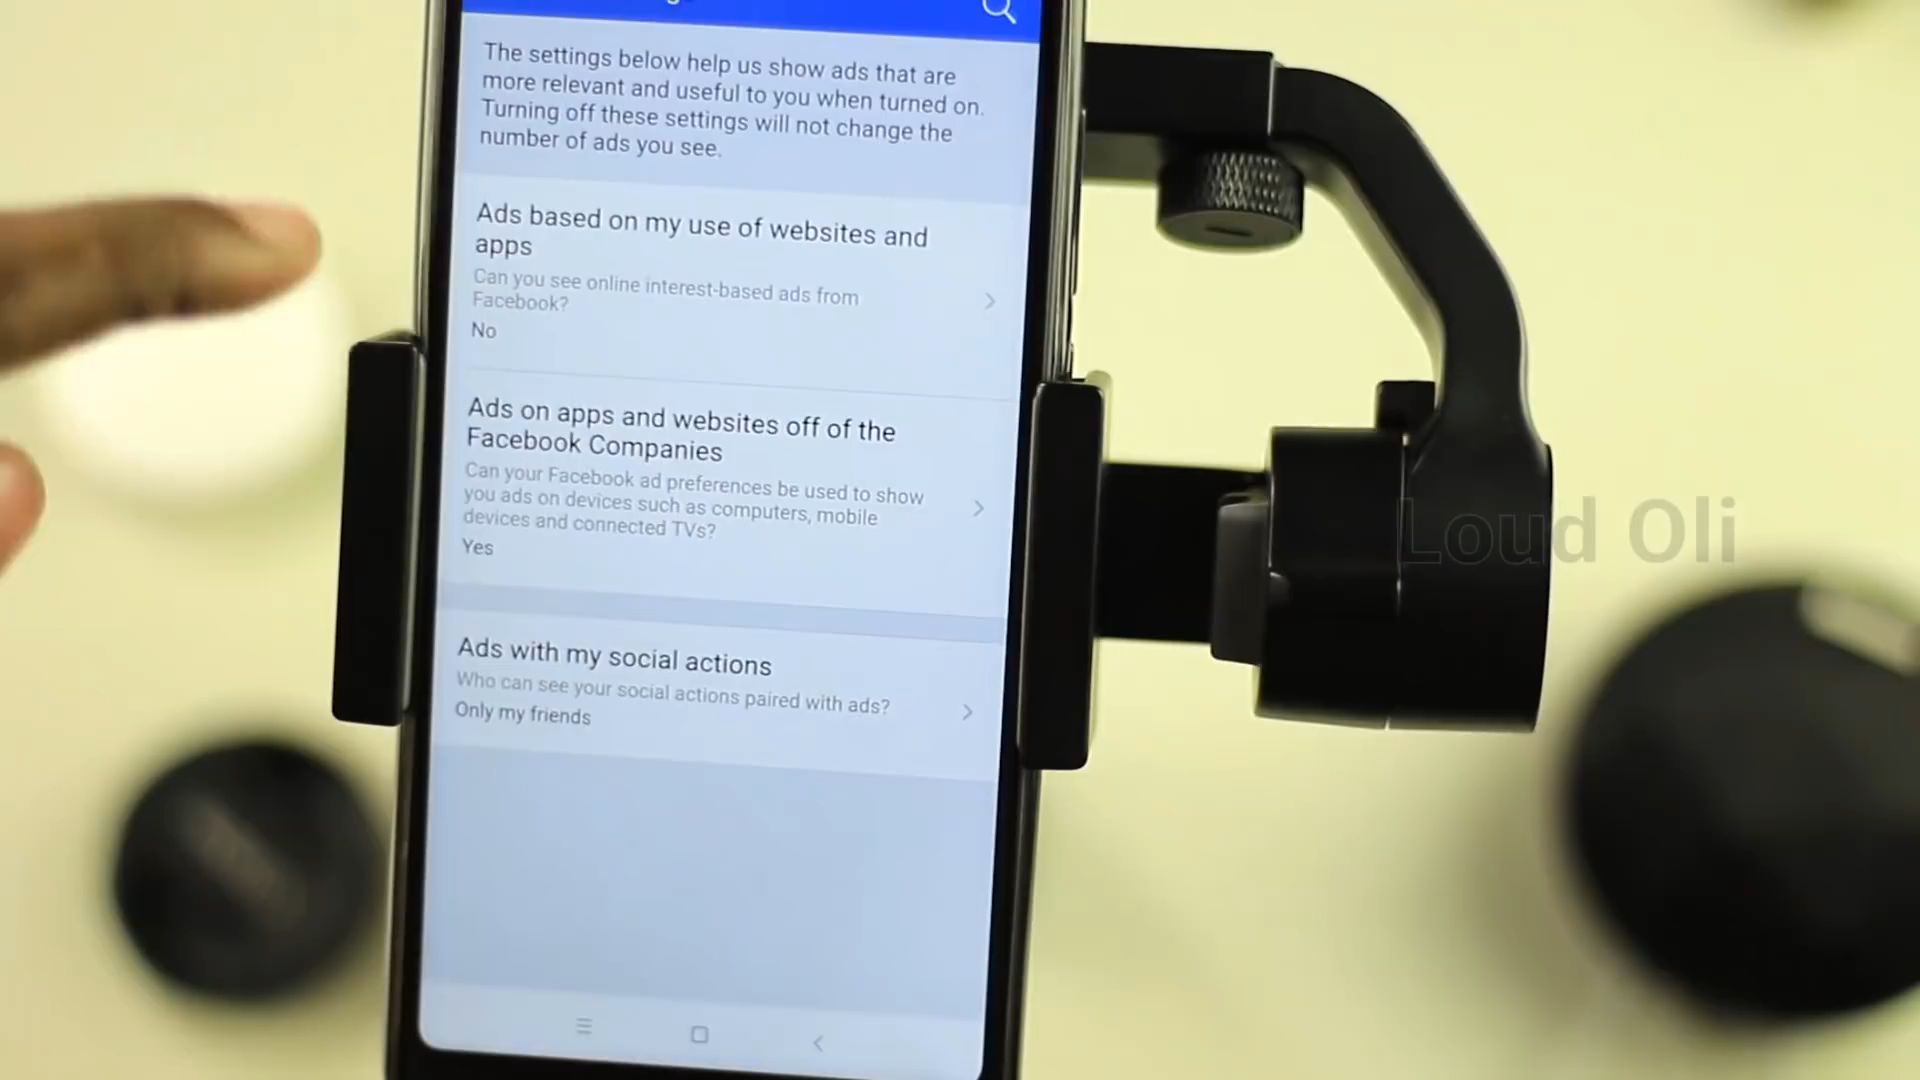 The settings below help us show ads that are
more relevant and useful to you when turned on.
Turning off these settings will not change the
number of ads you see.
Ads based on my use of websites and
apps
Can you see online interest-based ads from
Facebook?
No
Ads on apps and websites off of the
Facebook Companies
Can your Facebook ad preferences be used to show
you ads on devices such as computers, mobile
devices and connected TVs?
Yes
Ads with my social actions
Who can see your social actions paired with ads?
Only my friends
Loud Oli